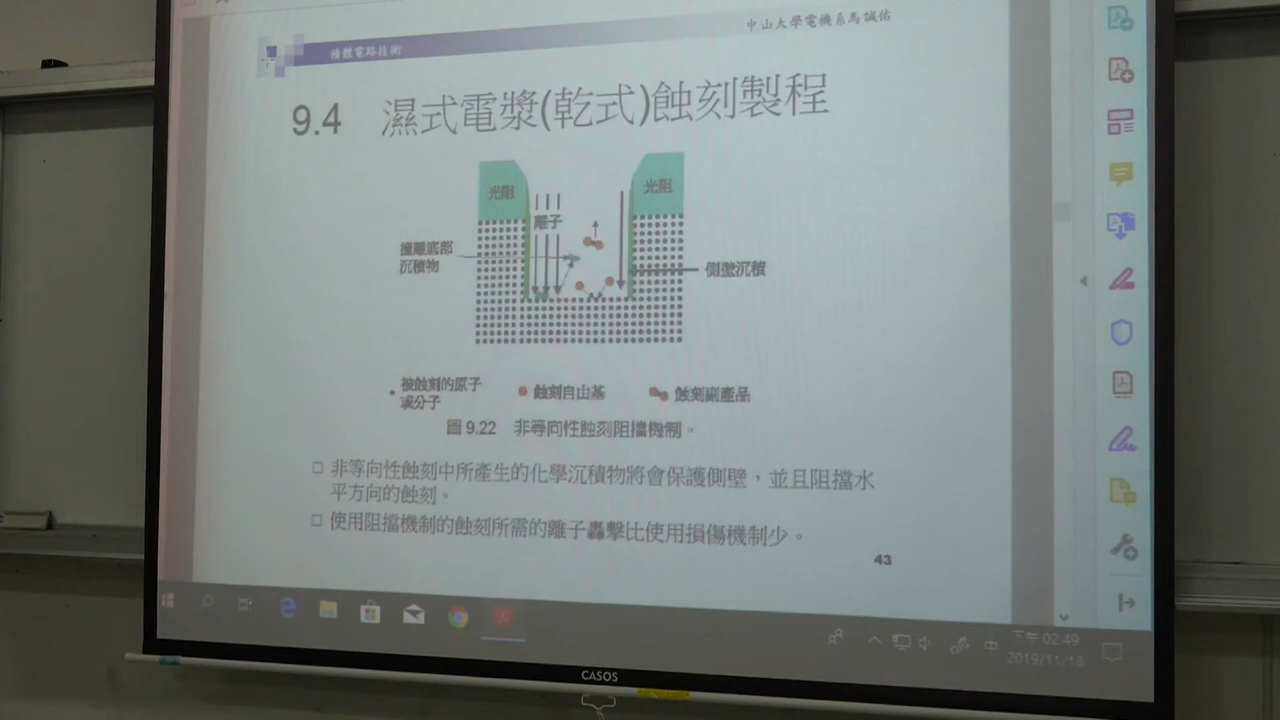 中山大學電機系馬誠佑
積體電路技術
9.4 濕式電漿(乾式)蝕刻製程
光阻
光阻
離子
撞離底部
沉積物
側壁沉積
被蝕刻的原子
或分子
蝕刻自由基
蝕刻副產品
圖 9.22 非等向性蝕刻阻擋機制。
□ 非等向性蝕刻中所產生的化學沉積物將會保護側壁，並且阻擋水
平方向的蝕刻。
□ 使用阻擋機制的蝕刻所需的離子轟擊比使用損傷機制少。
43
中
下午 02:49
2019/11/18
CASOS